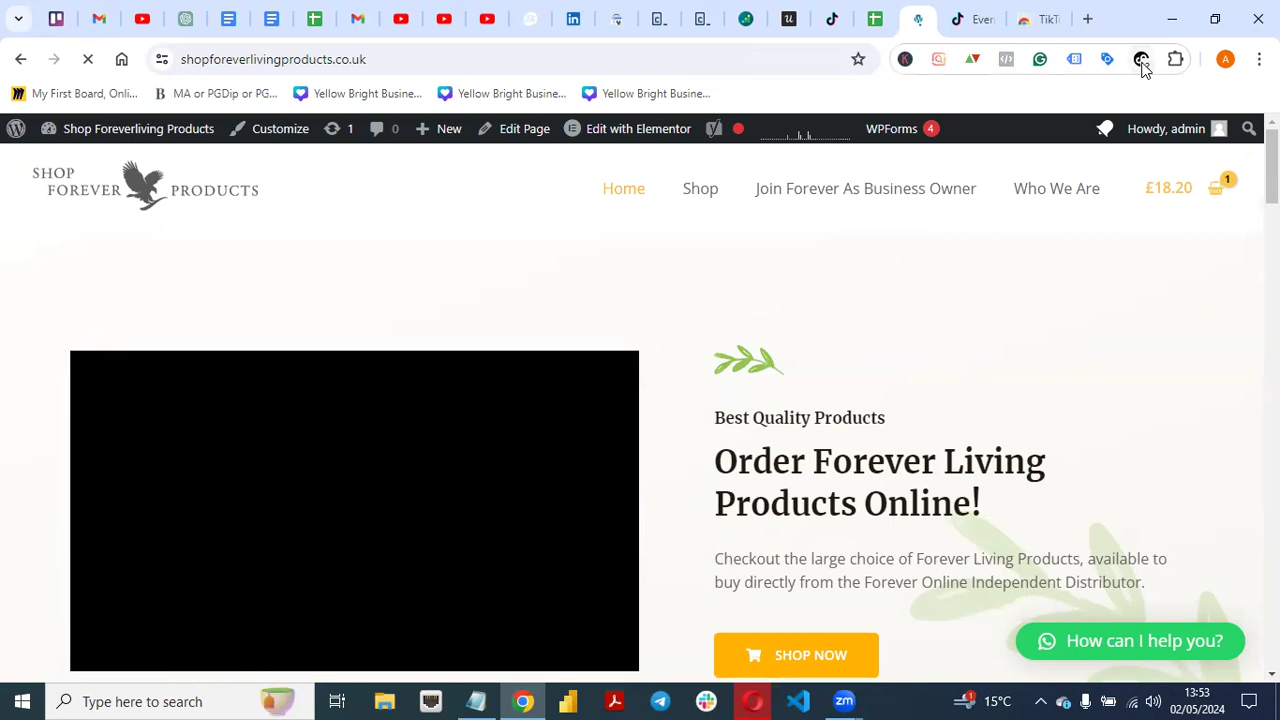 Ever
TikT
shopforeverlivingproducts.co.uk
A
My First Board, Onli...
B MA or PGDip or PG...
Yellow Bright Busine...
Yellow Bright Busine...
Yellow Bright Busine...
Shop Foreverliving Products
Customize
1
0
New
Edit Page
Edit with Elementor
WPForms 4
Howdy, admin
SHOP
FOREVER PRODUCTS
Home
Shop
Join Forever As Business Owner
Who We Are
£18.20
1
Best Quality Products
Order Forever Living
Products Online!
Checkout the large choice of Forever Living Products, available to
buy directly from the Forever Online Independent Distributor.
SHOP NOW
How can I help you?
Type here to search
1
15°C
13:53
02/05/2024